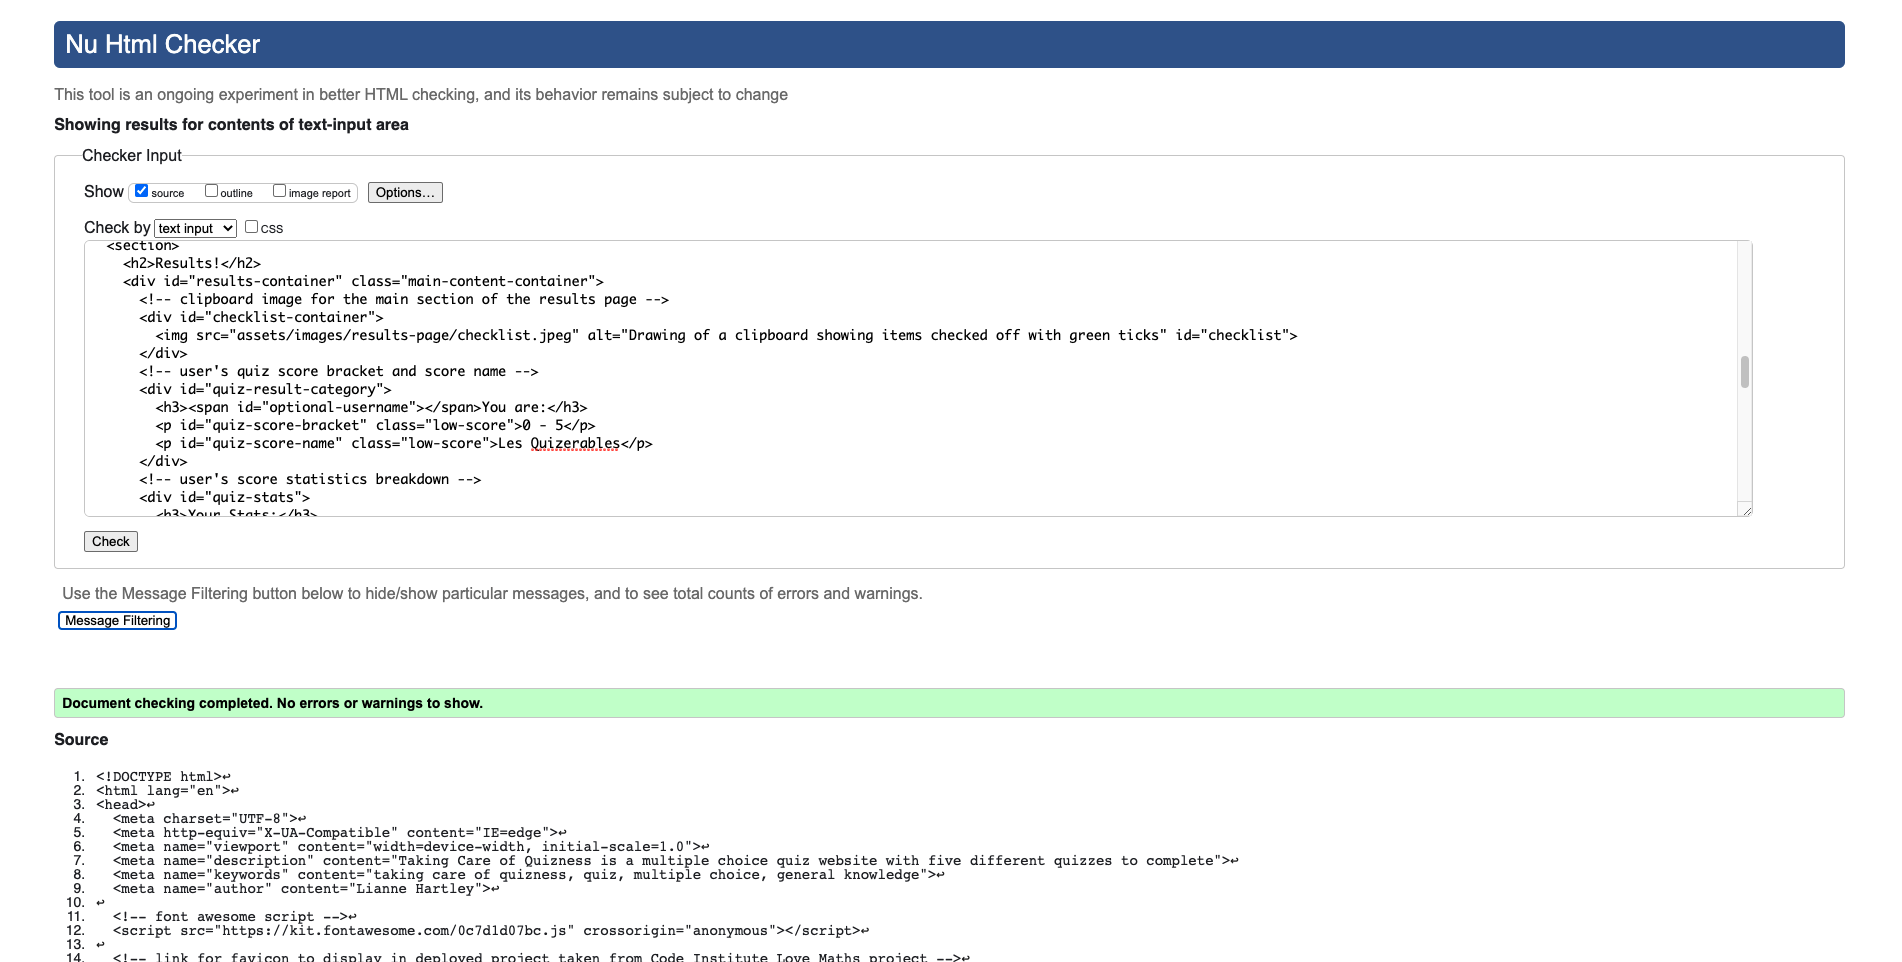 Nu Html Checker
This tool is an ongoing experiment in better HTML checking, and its behavior remains subject to change
Showing results for contents of text-input area
Checker Input
Show source outline image report Options...
Check by text input css
<section>
<h2>Results!</h2>
<div id="results-container" class="main-content-container">
<!-- clipboard image for the main section of the results page -->
<div id="checklist-container">
<img src="assets/images/results-page/checklist.jpeg" alt="Drawing of a clipboard showing items checked off with green ticks" id="checklist">
</div>
<!-- user's quiz score bracket and score name -->
<div id="quiz-result-category">
<h3><span id="optional-username"></span>You are:</h3>
<p id="quiz-score-bracket" class="low-score">0 - 5</p>
<p id="quiz-score-name" class="low-score">Les Quizerables</p>
</div>
<!-- user's score statistics breakdown -->
<div id="quiz-stats">
<h3>Your Stats:</h3>
Check
Use the Message Filtering button below to hide/show particular messages, and to see total counts of errors and warnings.
Message Filtering
Document checking completed. No errors or warnings to show.
Source
1. <!DOCTYPE html>↩
2. <html lang="en">↩
3. <head>↩
4. <meta charset="UTF-8">↩
5. <meta http-equiv="X-UA-Compatible" content="IE=edge">↩
6. <meta name="viewport" content="width=device-width, initial-scale=1.0">↩
7. <meta name="description" content="Taking Care of Quizness is a multiple choice quiz website with five different quizzes to complete">↩
8. <meta name="keywords" content="taking care of quizness, quiz, multiple choice, general knowledge">↩
9. <meta name="author" content="Lianne Hartley">↩
10. ↩
11. <!-- font awesome script -->↩
12. <script src="https://kit.fontawesome.com/0c7d1d07bc.js" crossorigin="anonymous"></script>↩
13. ↩
14. <!-- link for favicon to display in deployed project taken from Code Institute Love Maths project -->↩